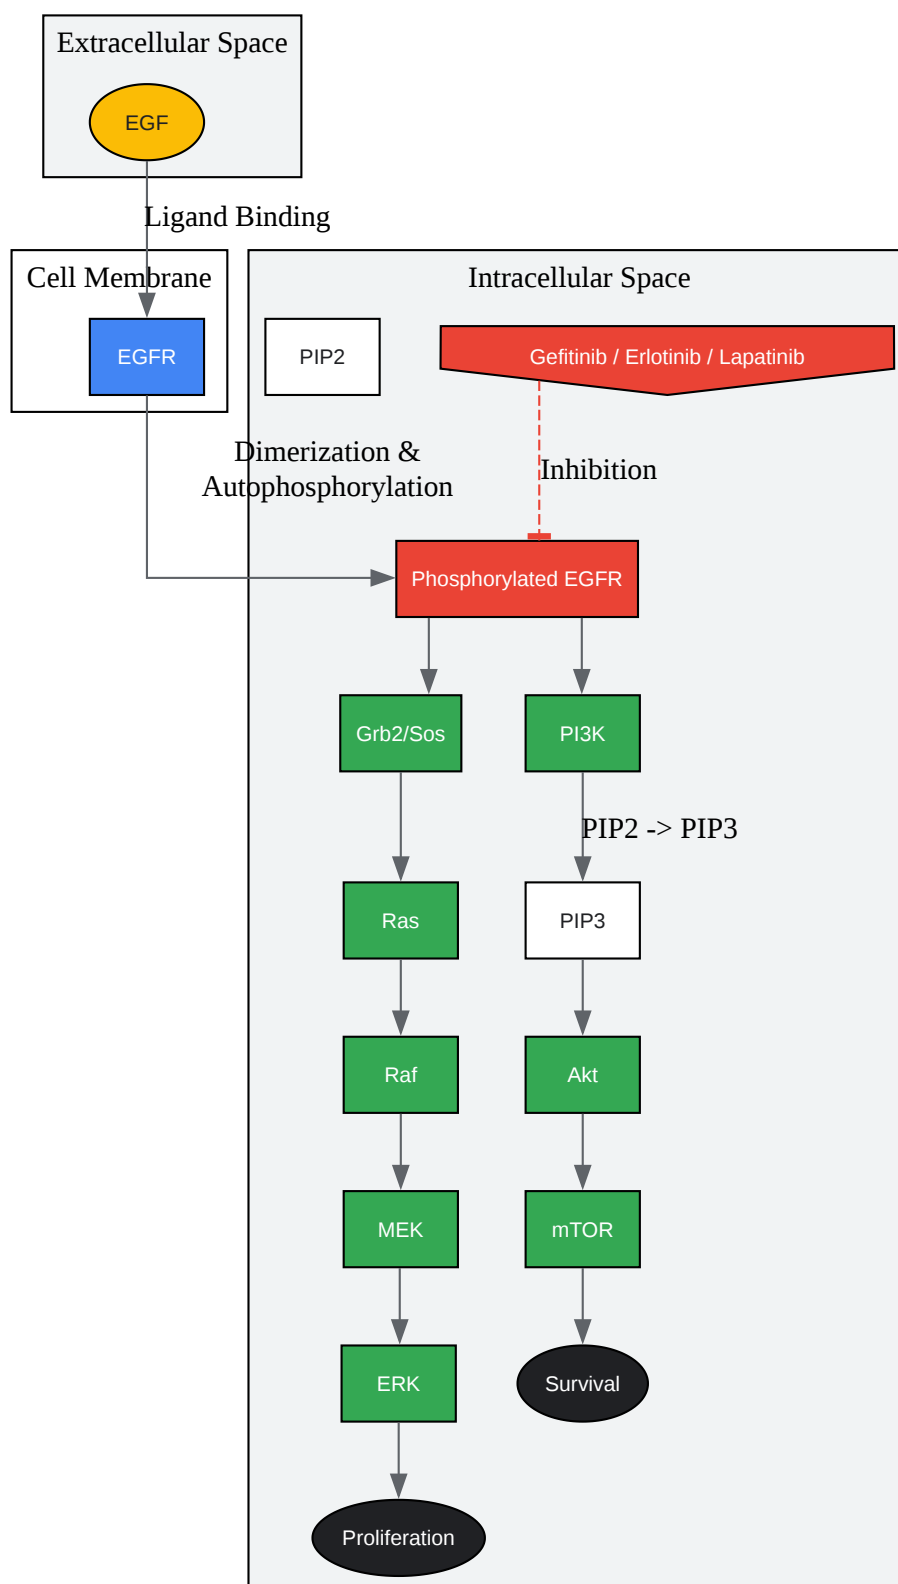 Extracellular Space
EGF
Ligand Binding
Cell Membrane
EGFR
Intracellular Space
PIP2
Gefitinib / Erlotinib / Lapatinib
Dimerization &
Autophosphorylation
Inhibition
Phosphorylated EGFR
Grb2/Sos
PI3K
PIP2 -> PIP3
Ras
PIP3
Raf
Akt
MEK
mTOR
ERK
Survival
Proliferation